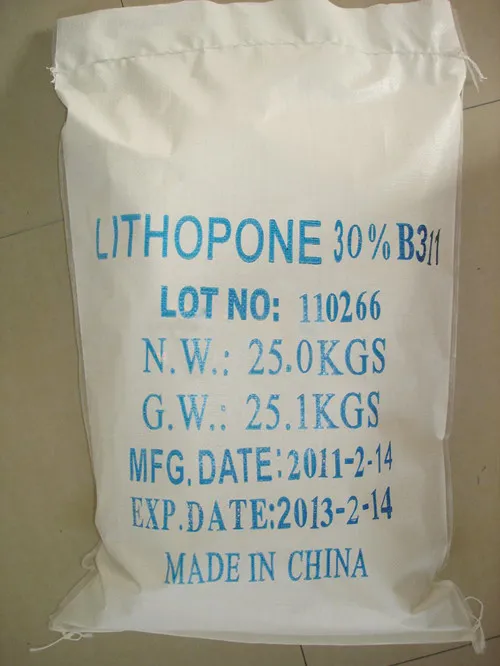 LITHOPONE 30% B311
LOT NO: 110266
N.W.: 25.0KGS
G.W.: 25.1KGS
MFG. DATE: 2011-2-14
EXP.DATE:2013-2-14
MADE IN CHINA